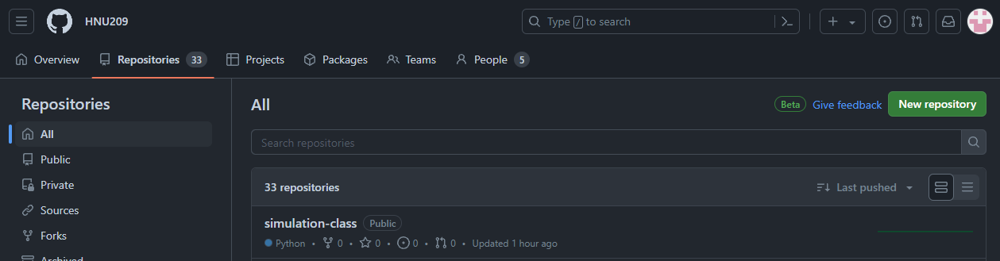 HNU209
Type / to search
Overview
Repositories 33
Projects
Packages
Teams
People 5
Repositories
All
Public
Private
Sources
Forks
Archived
All
Beta Give feedback New repository
Search repositories
33 repositories
Last pushed
simulation-class Public
Python • 0 • 0 • 0 • 0 • Updated 1 hour ago